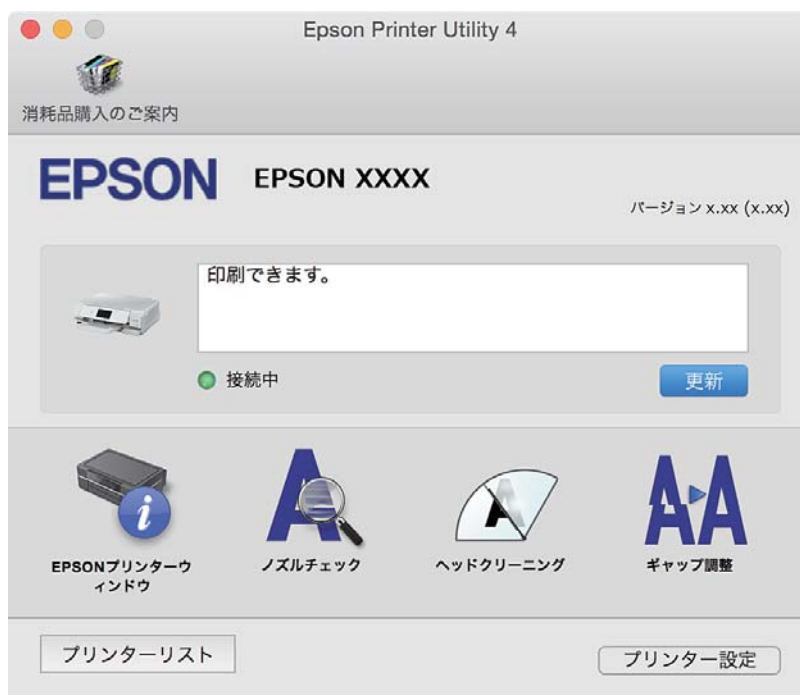 Epson Printer Utility 4
消耗品購入のご案内
EPSON EPSON XXXX
バージョン x.xx (x.xx)
印刷できます。
接続中 更新
EPSONプリンターウ
ィンドウ
ノズルチェック
ヘッドクリーニング
ギャップ調整
プリンターリスト プリンター設定